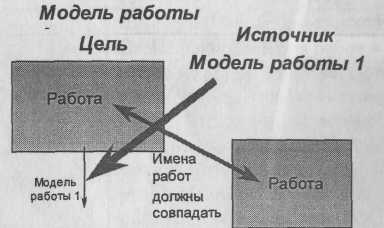 Модель работы
Цель
Источник
Модель работы 1
Работа
Имена
работ
должны
совпадать
Модель
работы 1
Работа